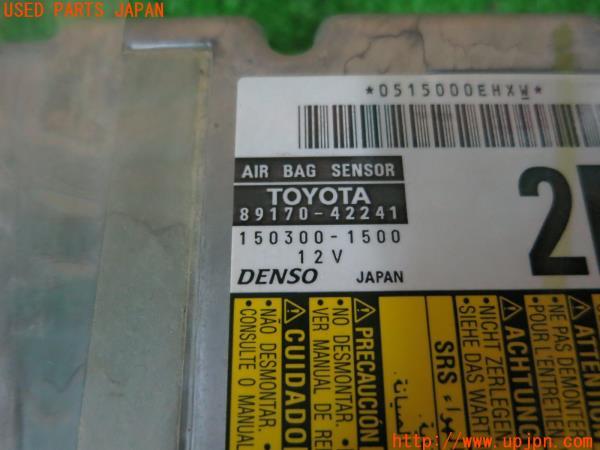 USED PARTS JAPAN
*0515000EHXW*
AIR BAG SENSOR
TOYOTA
89170-42241
150300-1500
12V
DENSO JAPAN
2
CUIDADO
NÃO DESMONTAR.
CONSULTE O MANUAL
PRECAUCIÓN
NO DESMONTAR.
VER MANUAL DE RE
SRS
ACHTUNG
NICHT ZERLEGEN
SIEHE DAS WART
ATTENTION
NE PAS DEMONTER
POUR L'ENTRETIEN
http://www.upjpn.com